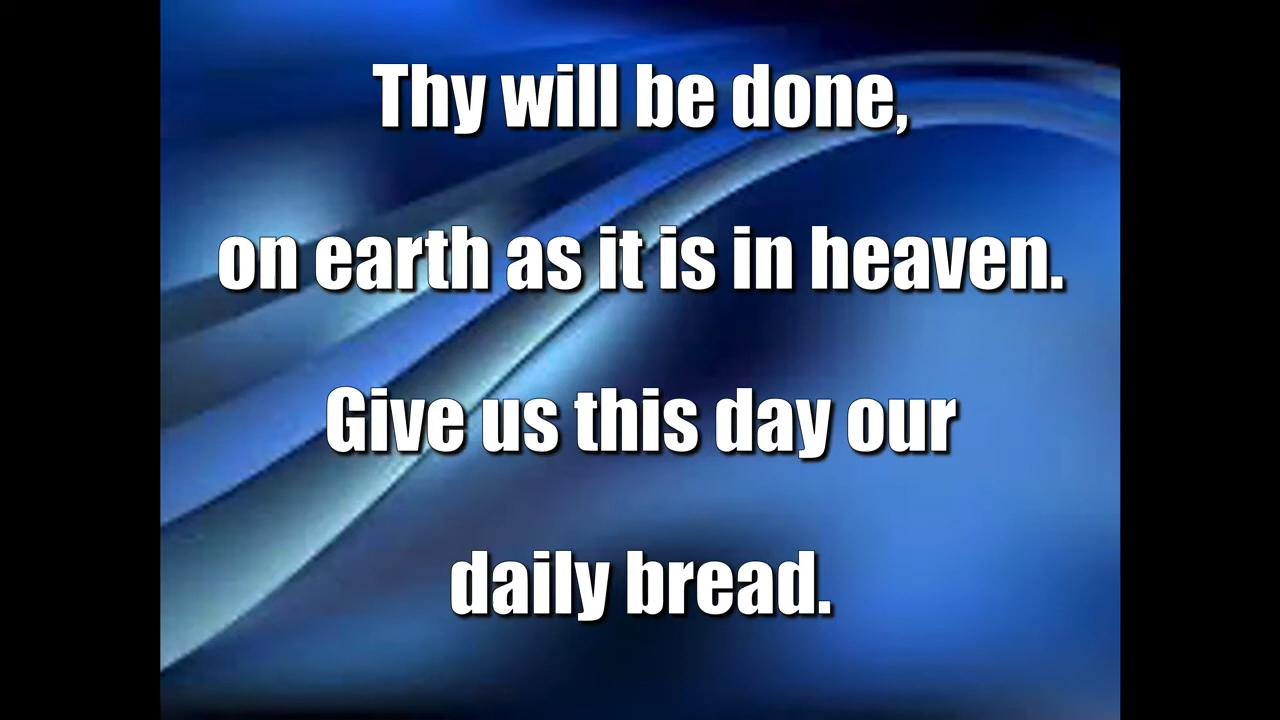 Thy will be done,
on earth as it is in heaven.
Give us this day our
daily bread.